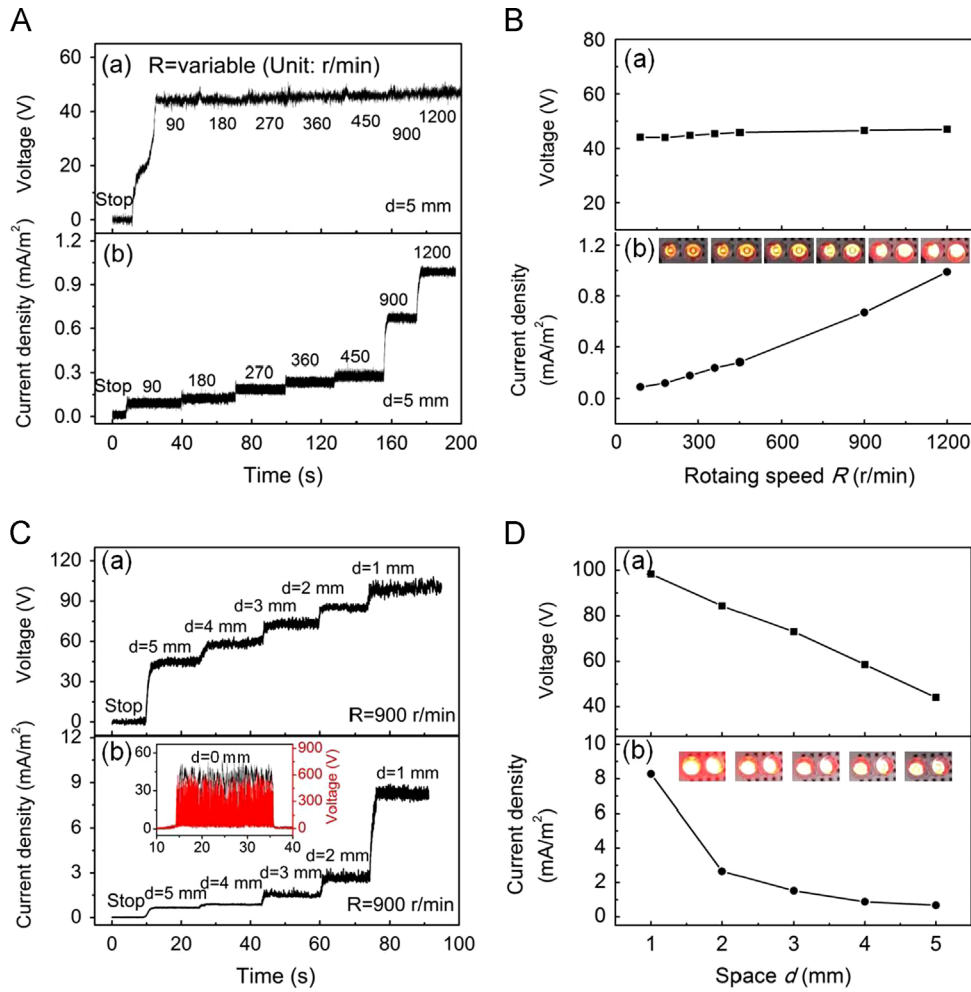 A
(a)
R=variable (Unit: r/min)
Voltage (V)
60
40
20
0
90
180
270
360
450
900
1200
Stop
d=5 mm
(b)
Current density (mA/m²)
1.2
0.9
0.6
0.3
0.0
Stop
90
180
270
360
450
900
1200
d=5 mm
0 40 80 120 160 200
Time (s)
B
(a)
Voltage (V)
80
60
40
20
(b)
Current density
(mA/m²)
1.2
0.8
0.4
0.0
0 300 600 900 1200
Rotaing speed R (r/min)
C
(a)
Voltage (V)
120
90
60
30
0
Stop
d=5 mm
d=4 mm
d=3 mm
d=2 mm
d=1 mm
R=900 r/min
(b)
Current density (mA/m²)
12
9
6
3
0
d=0 mm
60
30
0
900
600
300
0
Voltage (V)
10 20 30 40
Stop
d=5 mm
d=4 mm
d=3 mm
d=2 mm
d=1 mm
R=900 r/min
0 20 40 60 80 100
Time (s)
D
(a)
Voltage (V)
100
80
60
40
(b)
Current density
(mA/m²)
10
8
6
4
2
0
1 2 3 4 5
Space d (mm)